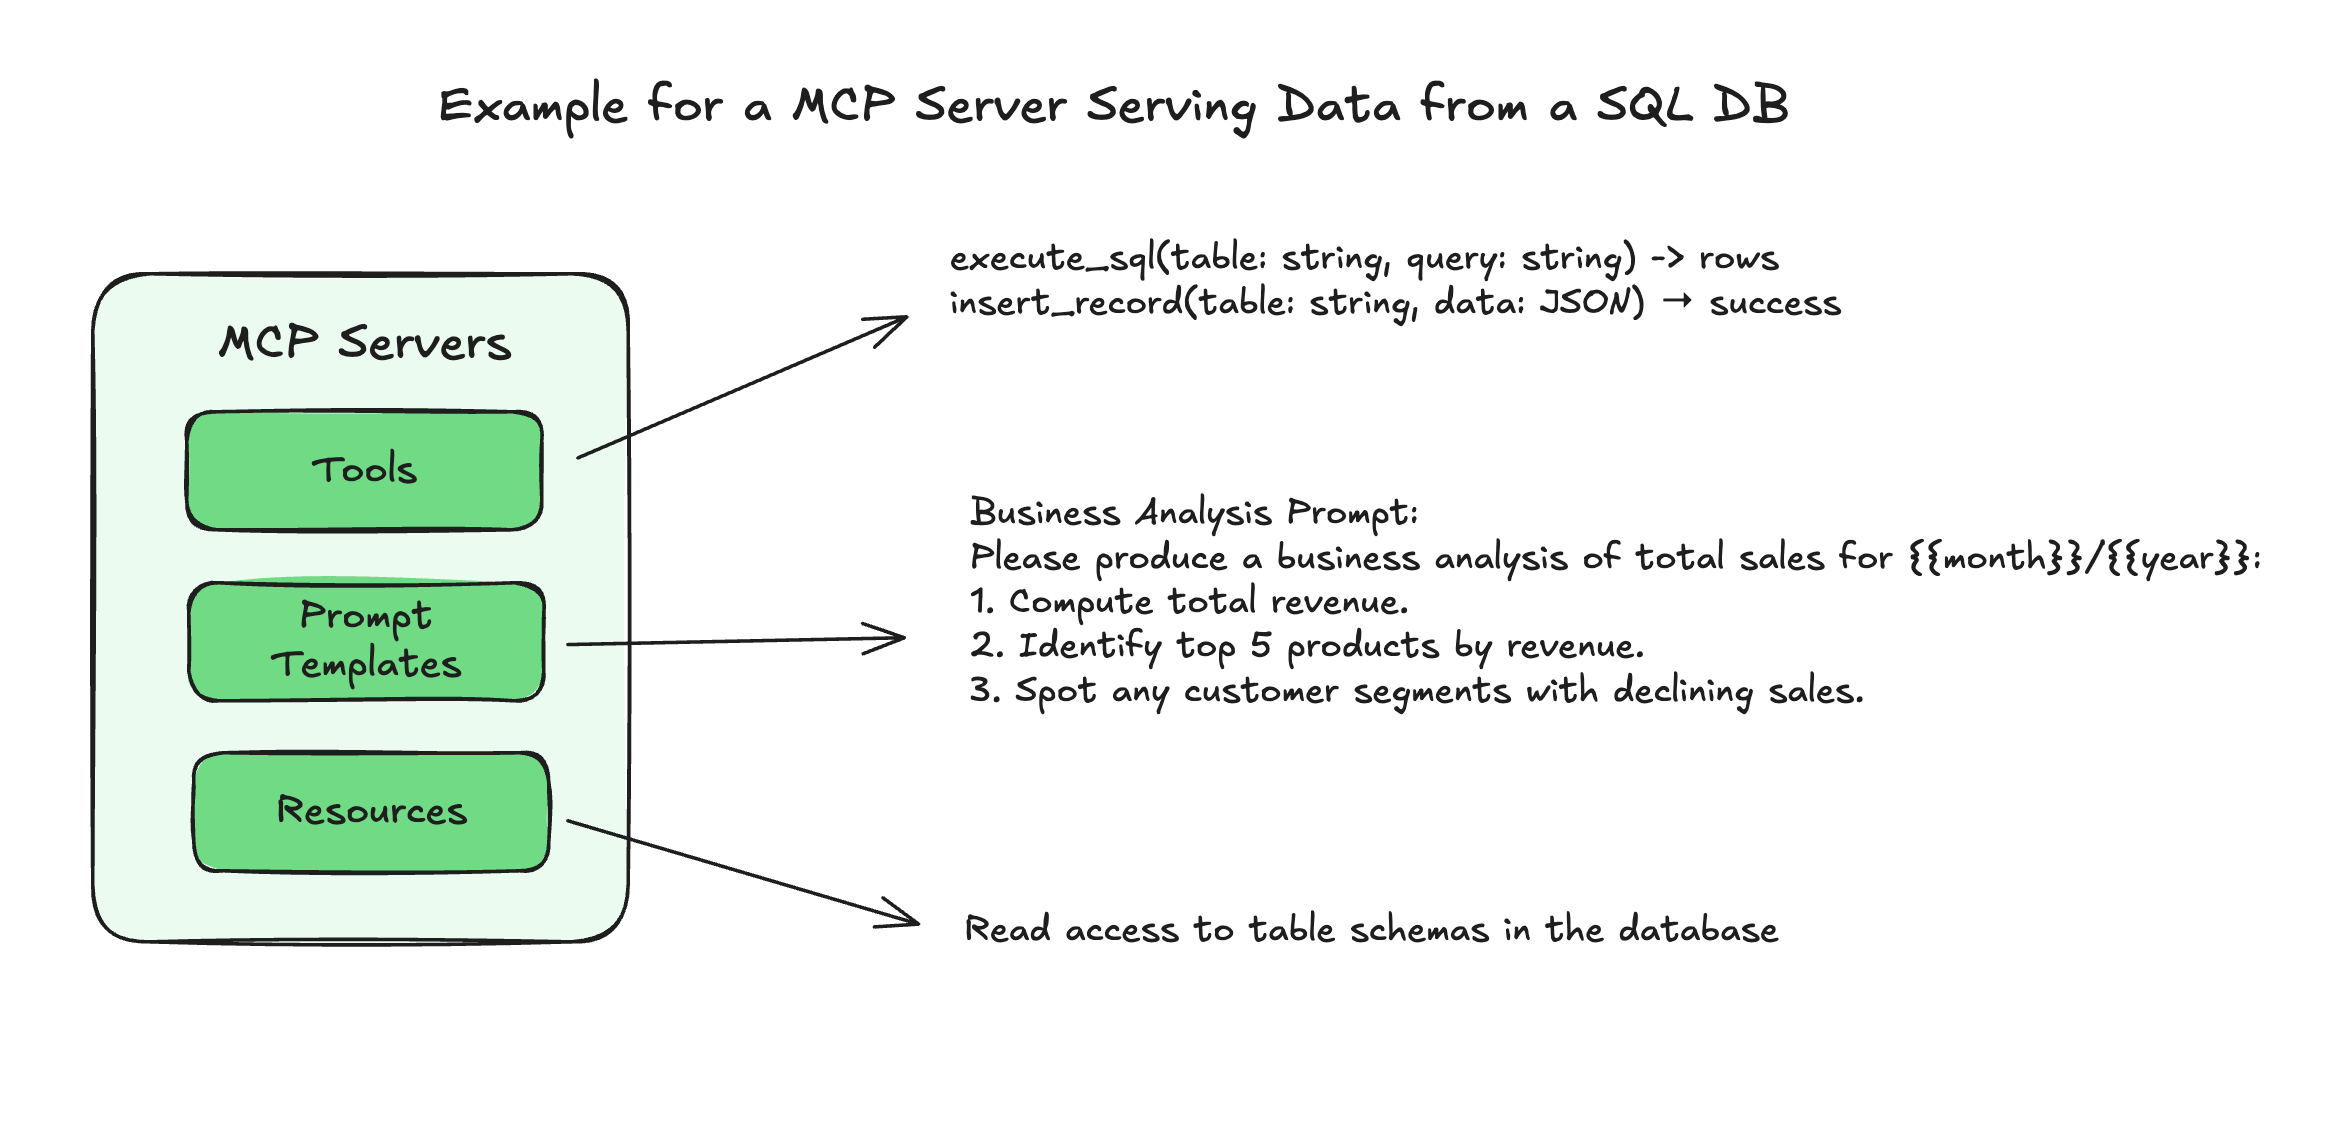 Example for a MCP Server Serving Data from a SQL DB
MCP Servers
Tools
Prompt
Templates
Resources
execute_sql(table: string, query: string) -> rows
insert_record(table: string, data: JSON) → success
Business Analysis Prompt:
Please produce a business analysis of total sales for {{month}}/{{year}}:
1. Compute total revenue.
2. Identify top 5 products by revenue.
3. Spot any customer segments with declining sales.
Read access to table schemas in the database